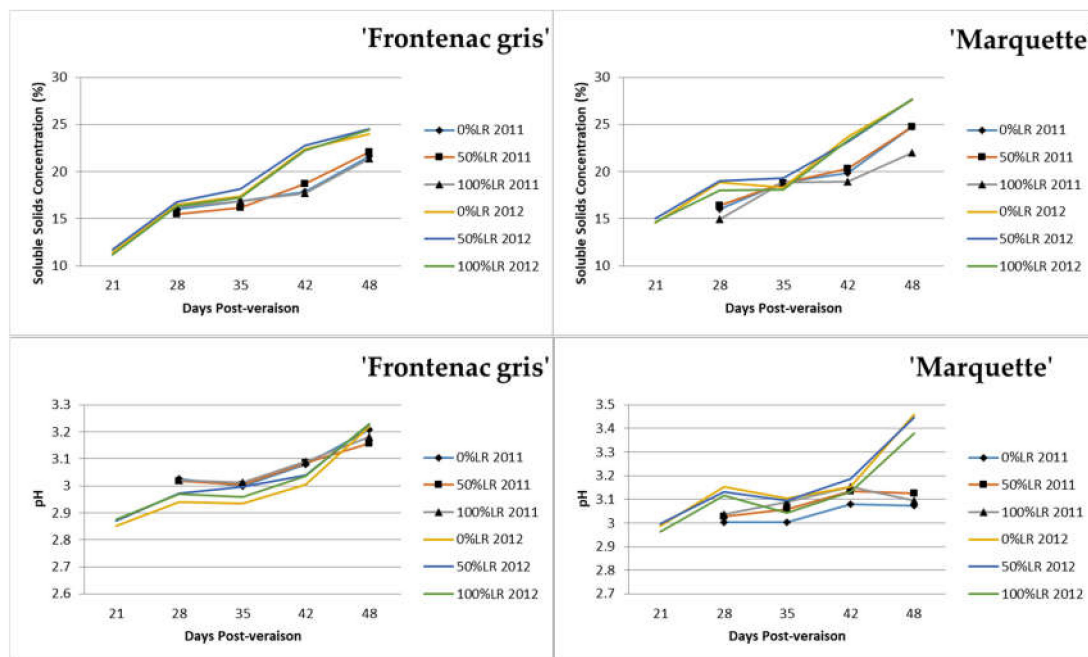 'Frontenac gris'
Soluble Solids Concentration (%)
30
25
20
15
10
21 28 35 42 48
Days Post-veraison
0%LR 2011
50%LR 2011
100%LR 2011
0%LR 2012
50%LR 2012
100%LR 2012
'Marquette
Soluble Solids Concentration (%)
30
25
20
15
10
21 28 35 42 48
Days Post-veraison
0%LR 2011
50%LR 2011
100%LR 2011
0%LR 2012
50%LR 2012
100%LR 2012
'Frontenac gris'
pH
3.3
3.2
3.1
3
2.9
2.8
2.7
2.6
21 28 35 42 48
Days Post-veraison
0%LR 2011
50%LR 2011
100%LR 2011
0%LR 2012
50%LR 2012
100%LR 2012
'Marquette'
pH
3.5
3.4
3.3
3.2
3.1
3
2.9
2.8
2.7
21 28 35 42 48
Days Post-veraison
0%LR 2011
50%LR 2011
100%LR 2011
0%LR 2012
50%LR 2012
100%LR 2012